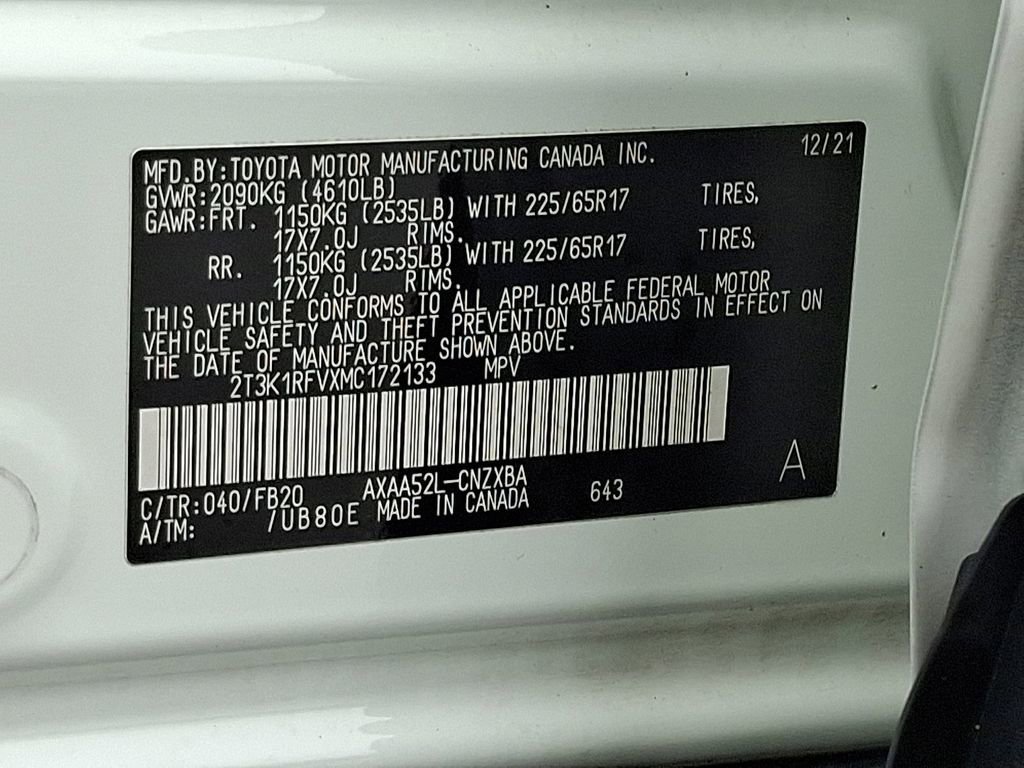 MFD.BY:TOYOTA MOTOR MANUFACTURING CANADA INC. 12/21
GVWR:2090KG (4610LB)
GAWR:FRT. 1150KG (2535LB) WITH 225/65R17 TIRES,
17X7.0J RIMS.
RR. 1150KG (2535LB) WITH 225/65R17 TIRES,
17X7.0J RIMS.
THIS VEHICLE CONFORMS TO ALL APPLICABLE FEDERAL MOTOR
VEHICLE SAFETY AND THEFT PREVENTION STANDARDS IN EFFECT ON
THE DATE OF MANUFACTURE SHOWN ABOVE.
2T3K1RFVXMC172133 MPV
A
C/TR:040/FB20 AXAA52L-CNZXBA 643
A/TM: /UB80E MADE IN CANADA